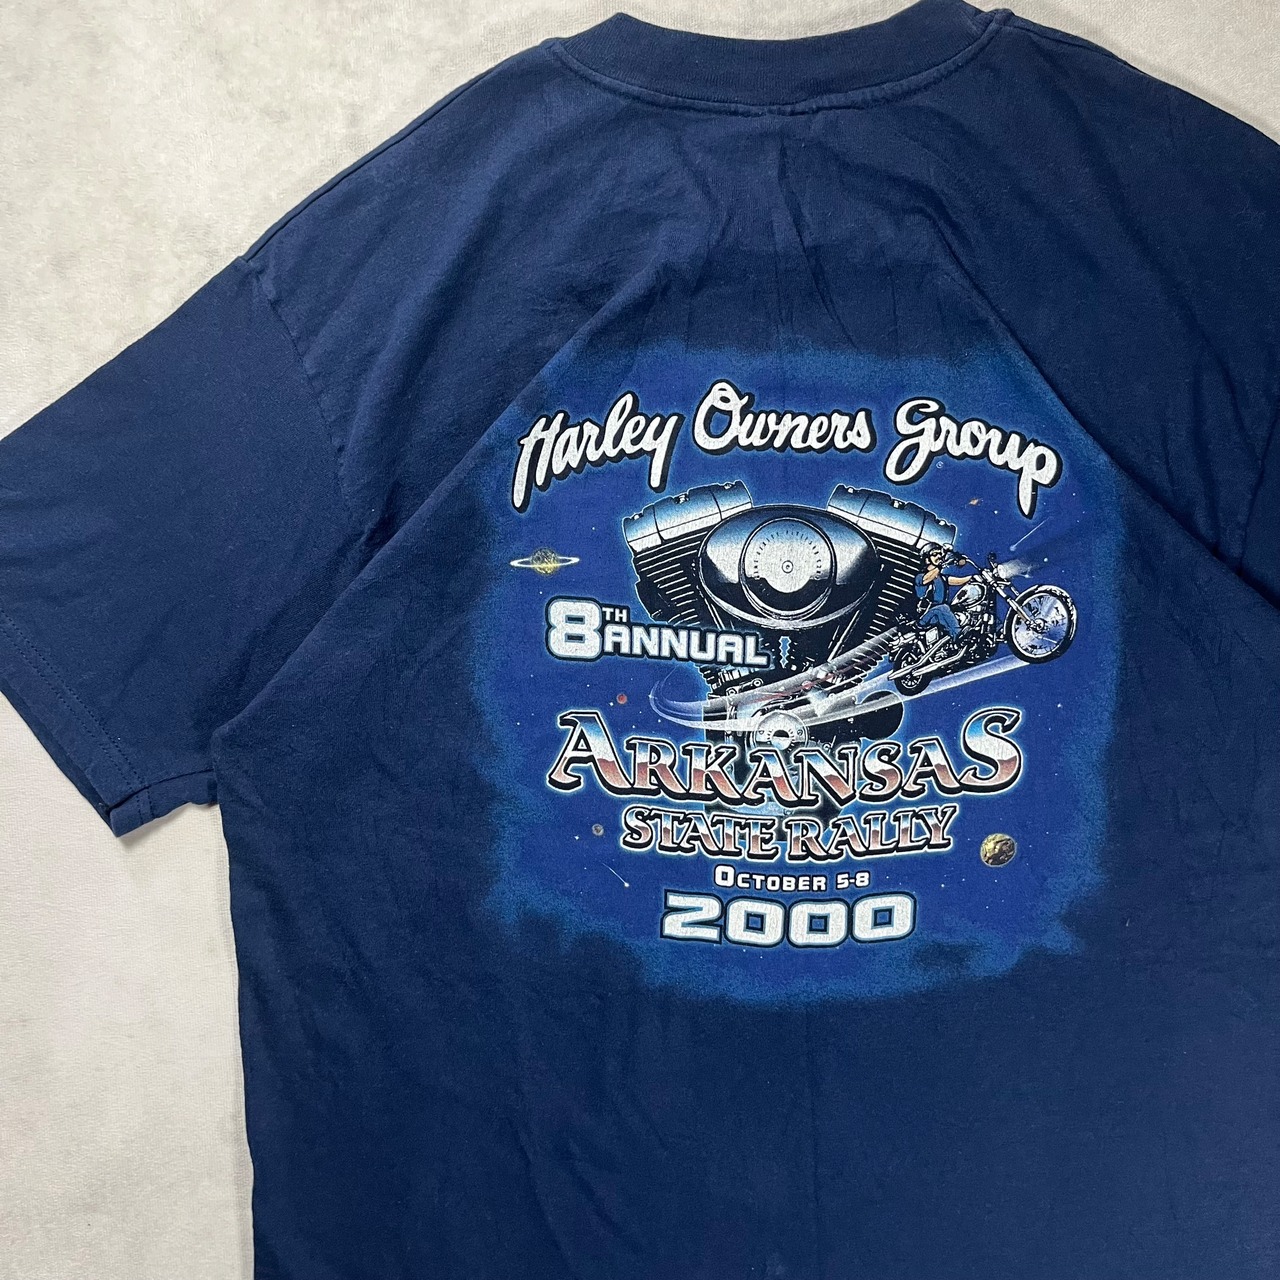 Harley Owners Group
8TH ANNUAL
ARKANSAS
STATE RALLY
OCTOBER 5-8
2000